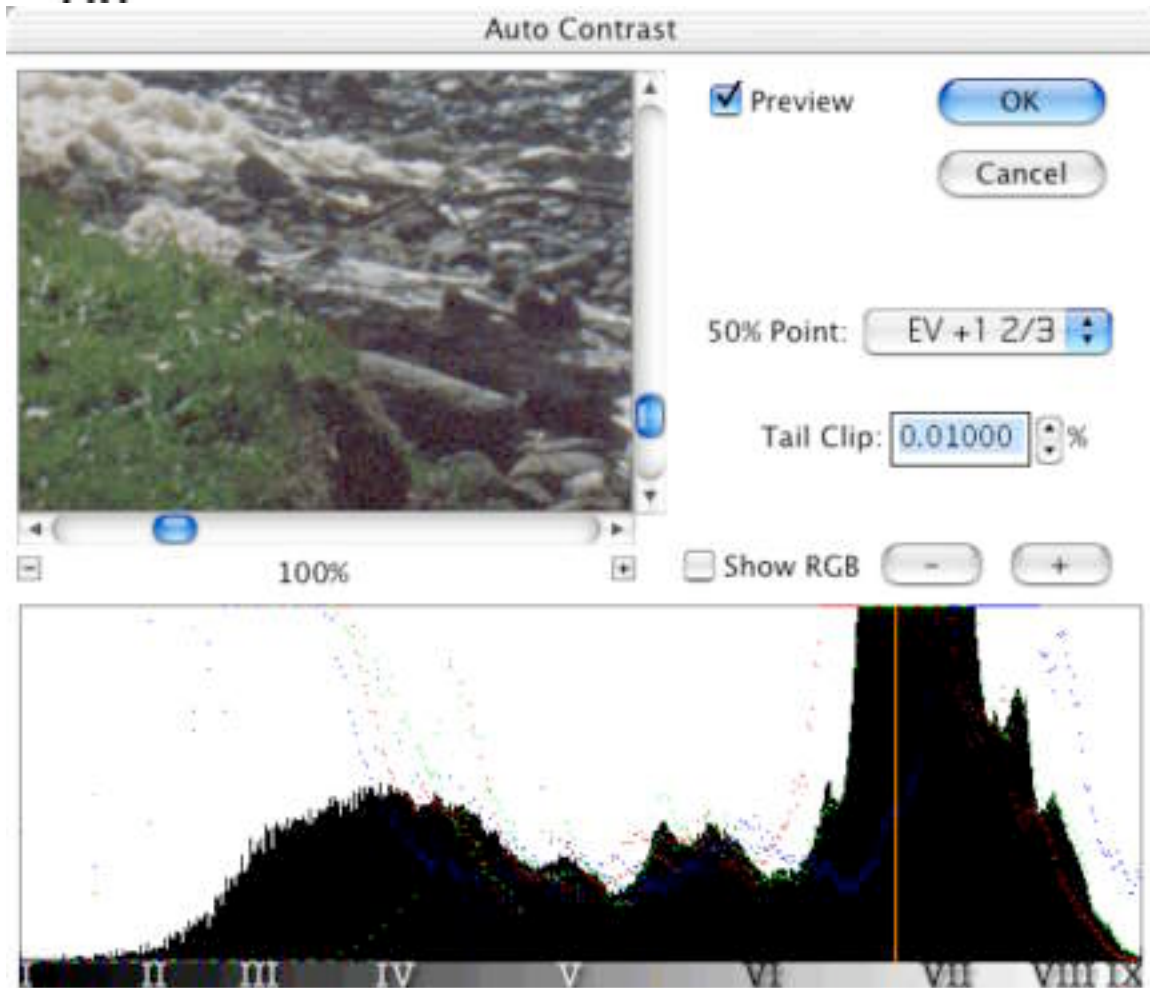 Auto Contrast
Preview
OK
Cancel
50% Point: EV +1 2/3
Tail Clip: 0.01000 %
100%
Show RGB - +
I II III IV V VI VII VIII IX